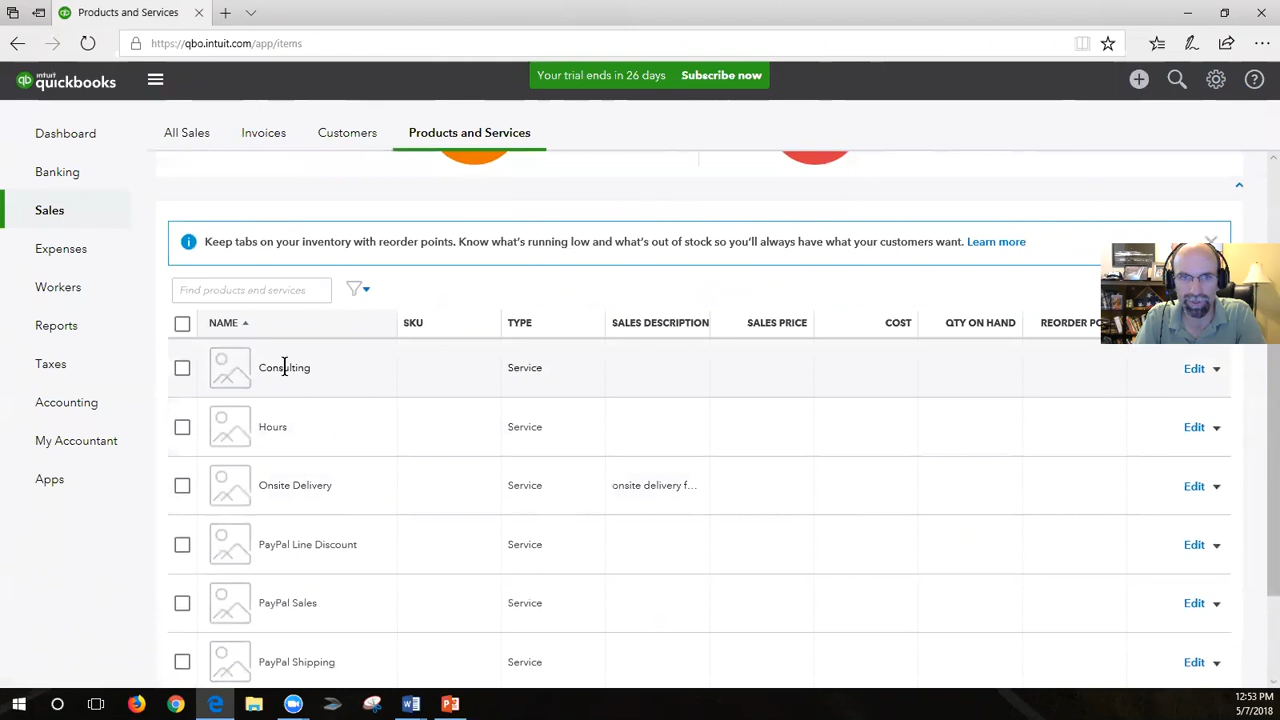 Products and Services
https://qbo.intuit.com/app/items
intuit quickbooks
Your trial ends in 26 days Subscribe now
Dashboard
Banking
Sales
Expenses
Workers
Reports
Taxes
Accounting
My Accountant
Apps
All Sales Invoices Customers Products and Services
Keep tabs on your inventory with reorder points. Know what's running low and what's out of stock so you'll always have what your customers want. Learn more
Find products and services
NAME SKU TYPE SALES DESCRIPTION SALES PRICE COST QTY ON HAND REORDER
Consulting Service Edit
Hours Service Edit
Onsite Delivery Service onsite delivery f... Edit
PayPal Line Discount Service Edit
PayPal Sales Service Edit
PayPal Shipping Service Edit
12:53 PM
5/7/2018